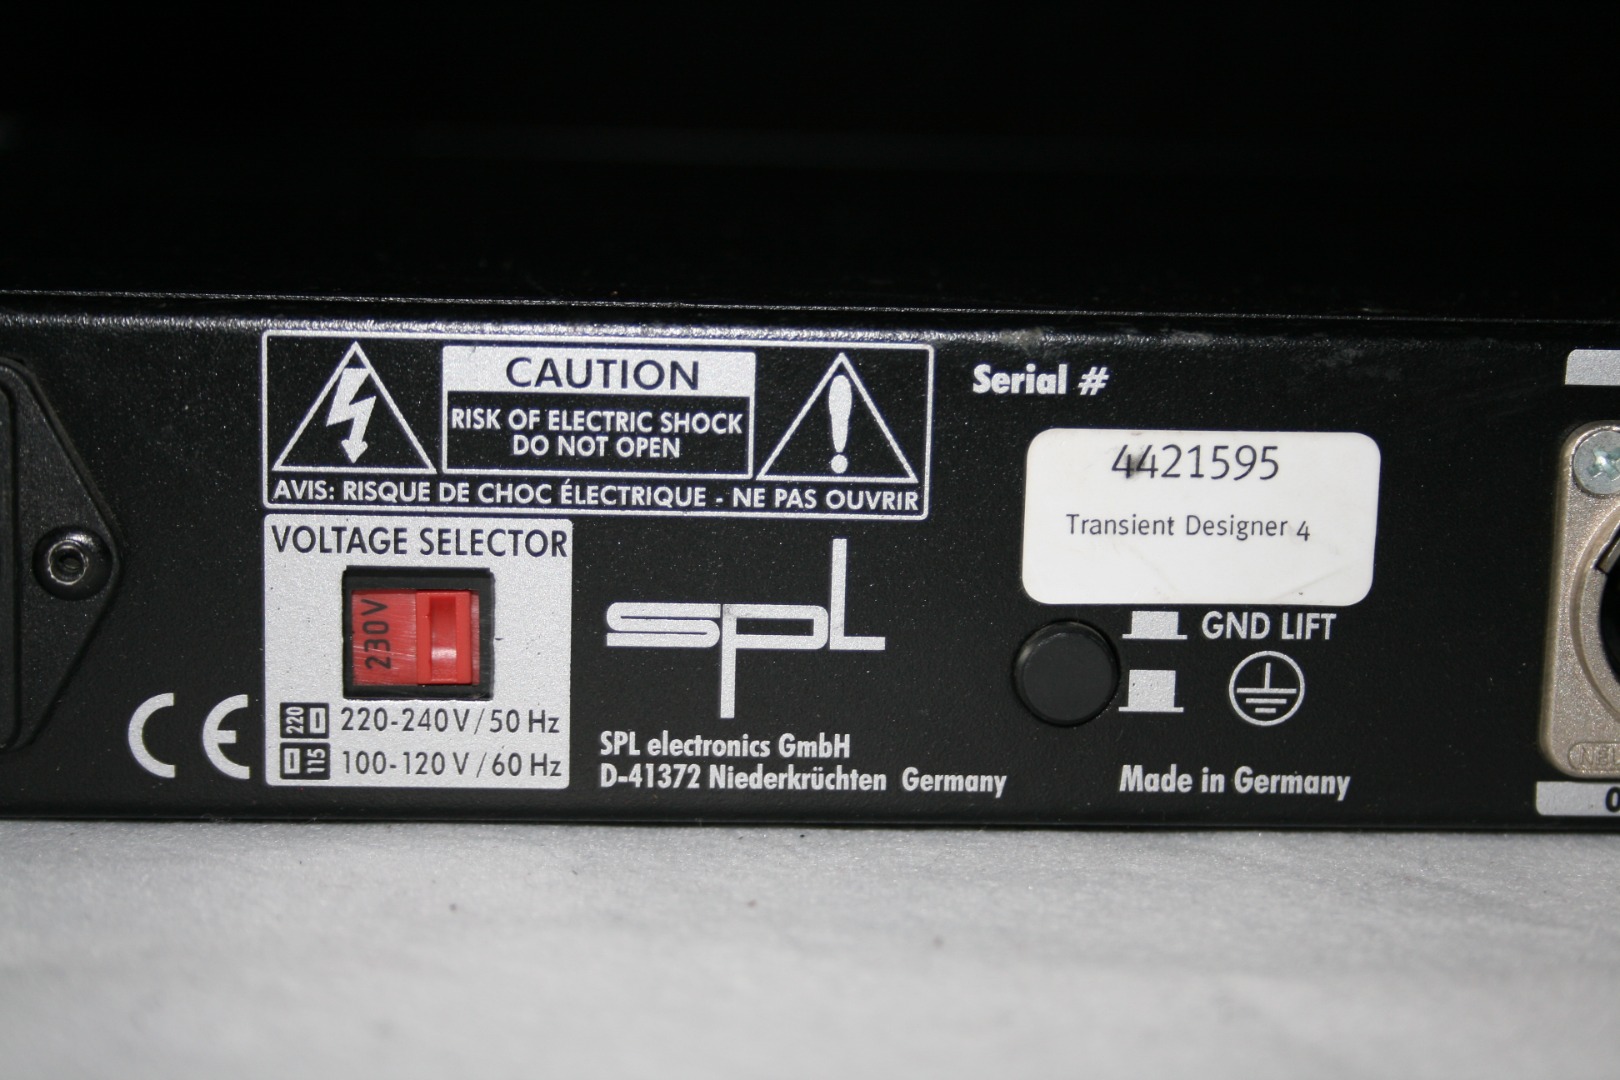 CAUTION
RISK OF ELECTRIC SHOCK
DO NOT OPEN
AVIS: RISQUE DE CHOC ÉLECTRIQUE - NE PAS OUVRIR
VOLTAGE SELECTOR
230V
220 220-240V/50 Hz
115 100-120 V/60 Hz
CE
spl
SPL electronics GmbH
D-41372 Niederkrüchten Germany
Serial #
4421595
Transient Designer 4
GND LIFT
Made in Germany